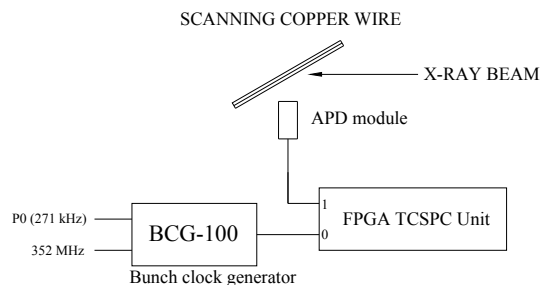 SCANNING COPPER WIRE
X-RAY BEAM
APD module
P0 (271 kHz)
352 MHz
BCG-100
Bunch clock generator
1
0
FPGA TCSPC Unit